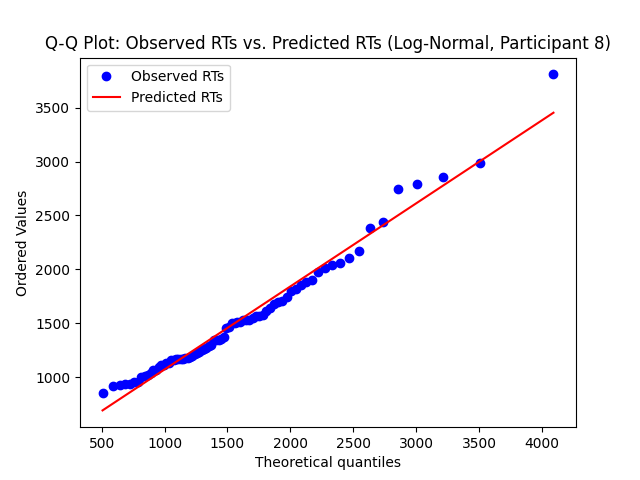 Q-Q Plot: Observed RTs vs. Predicted RTs (Log-Normal, Participant 8)
Observed RTs
Predicted RTs
Ordered Values
3500
3000
2500
2000
1500
1000
500 1000 1500 2000 2500 3000 3500 4000
Theoretical quantiles